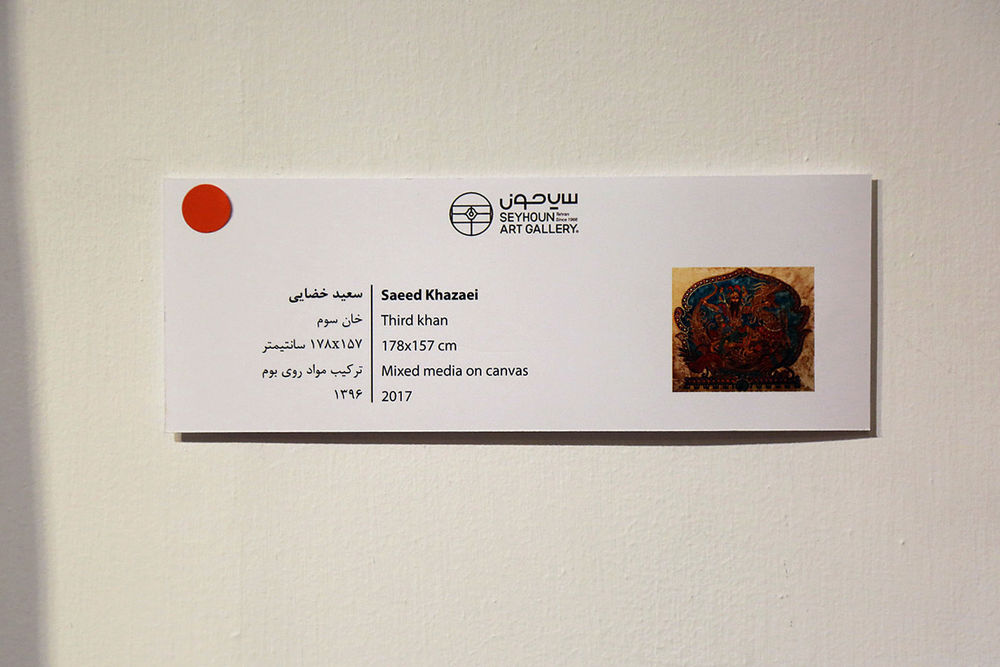 سیحون
SEYHOUN Tehran Since 1966
ART GALLERY®
سعید خضایی
خان سوم
۱۷۸x۱۵۷ سانتیمتر
ترکیب مواد روی بوم
۱۳۹۶
Saeed Khazaei
Third khan
178x157 cm
Mixed media on canvas
2017